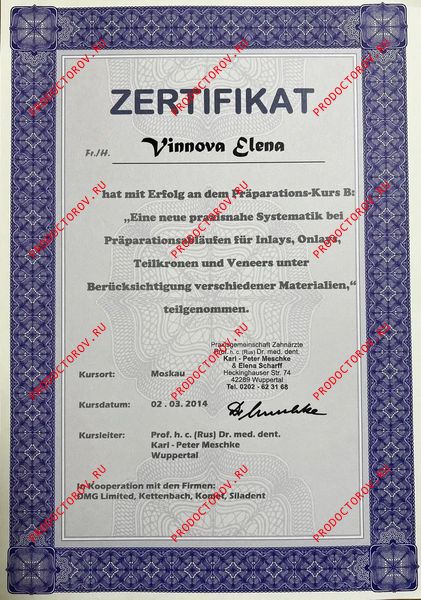 ZERTIFIKAT
Fr./H. Vinnova Elena
hat mit Erfolg an dem Präparations-Kurs B:
„Eine neue praxisnahe Systematik bei
Präparationsabläufen für Inlays, Onlays,
Teilkronen und Veneers unter
Berücksichtigung verschiedener Materialien,“
teilgenommen.
Praxisgemeinschaft Zahnärzte
Prof. h. c. (Rus) Dr. med. dent.
Karl - Peter Meschke
& Elena Scharff
Heckinghauser Str. 74
42289 Wuppertal
Tel. 0202 - 62 31 68
Kursort: Moskau
Kursdatum: 02.03.2014
Kursleiter: Prof. h. c. (Rus) Dr. med. dent.
Karl - Peter Meschke
Wuppertal
In Kooperation mit den Firmen:
DMG Limited, Kettenbach, Komet, Siladent
PRODOCTOROV.RU